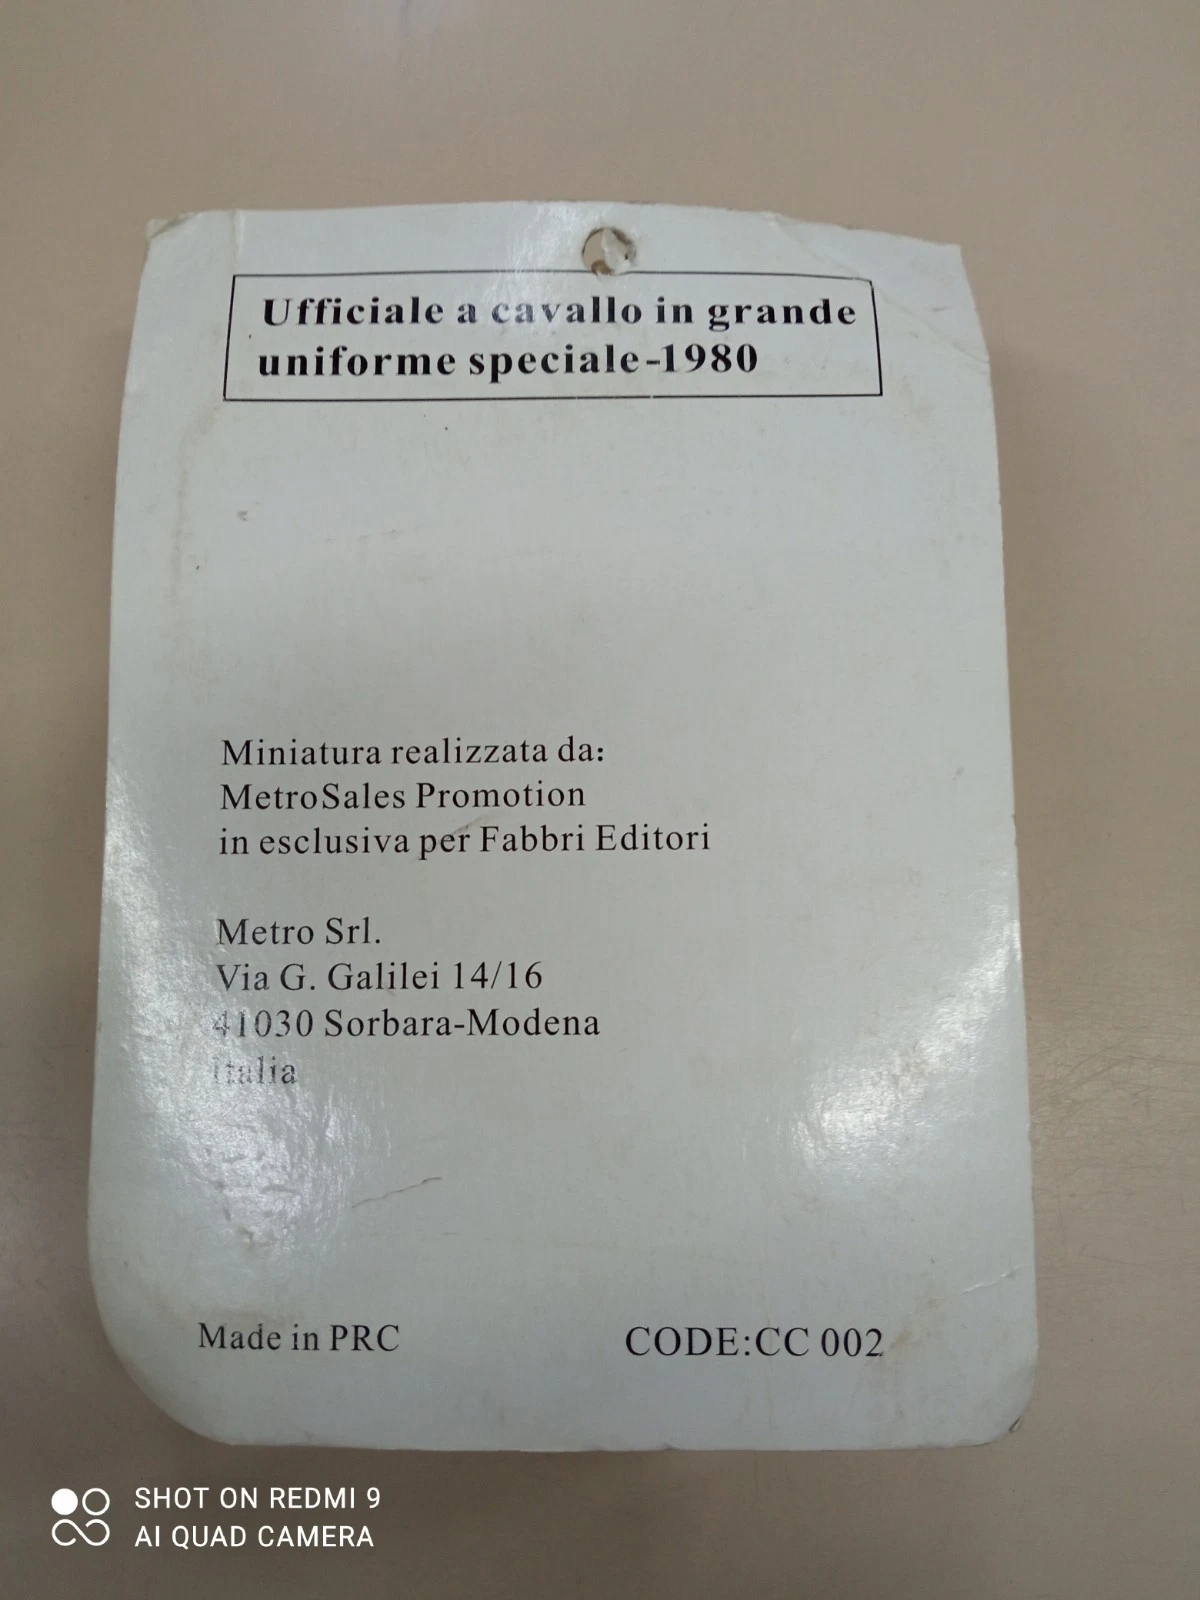 Ufficiale a cavallo in grande
uniforme speciale-1980
Miniatura realizzata da:
MetroSales Promotion
in esclusiva per Fabbri Editori
Metro Srl.
Via G. Galilei 14/16
41030 Sorbara-Modena
Italia
Made in PRC
CODE:CC 002
SHOT ON REDMI 9
AI QUAD CAMERA